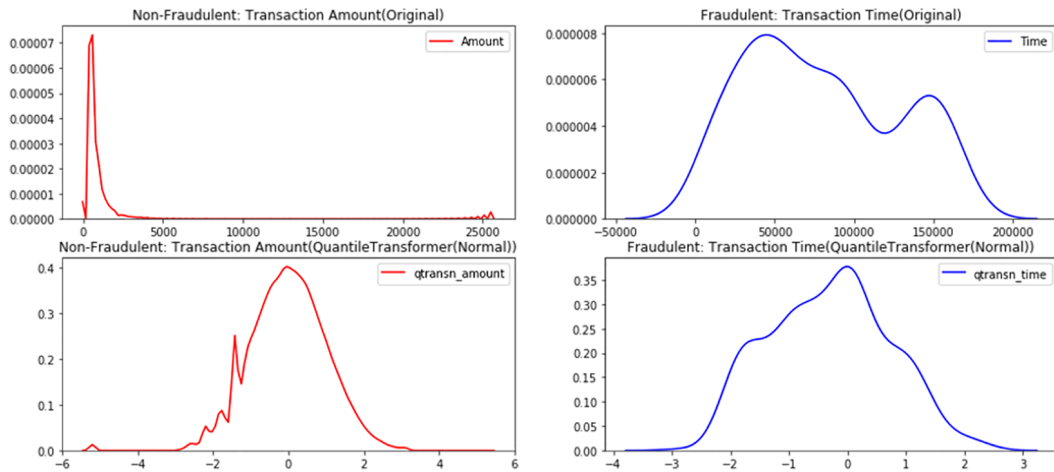 Non-Fraudulent: Transaction Amount(Original)
0.00007
0.00006
0.00005
0.00004
0.00003
0.00002
0.00001
0.00000
Amount
0 5000 10000 15000 20000 25000
Fraudulent: Transaction Time(Original)
0.000008
0.000006
0.000004
0.000002
0.000000
Time
−50000 0 50000 100000 150000 200000
Non-Fraudulent: Transaction Amount(QuantileTransformer(Normal))
0.4
0.3
0.2
0.1
0.0
qtransn_amount
−6 −4 −2 0 2 4 6
Fraudulent: Transaction Time(QuantileTransformer(Normal))
0.35
0.30
0.25
0.20
0.15
0.10
0.05
0.00
qtransn_time
−4 −3 −2 −1 0 1 2 3